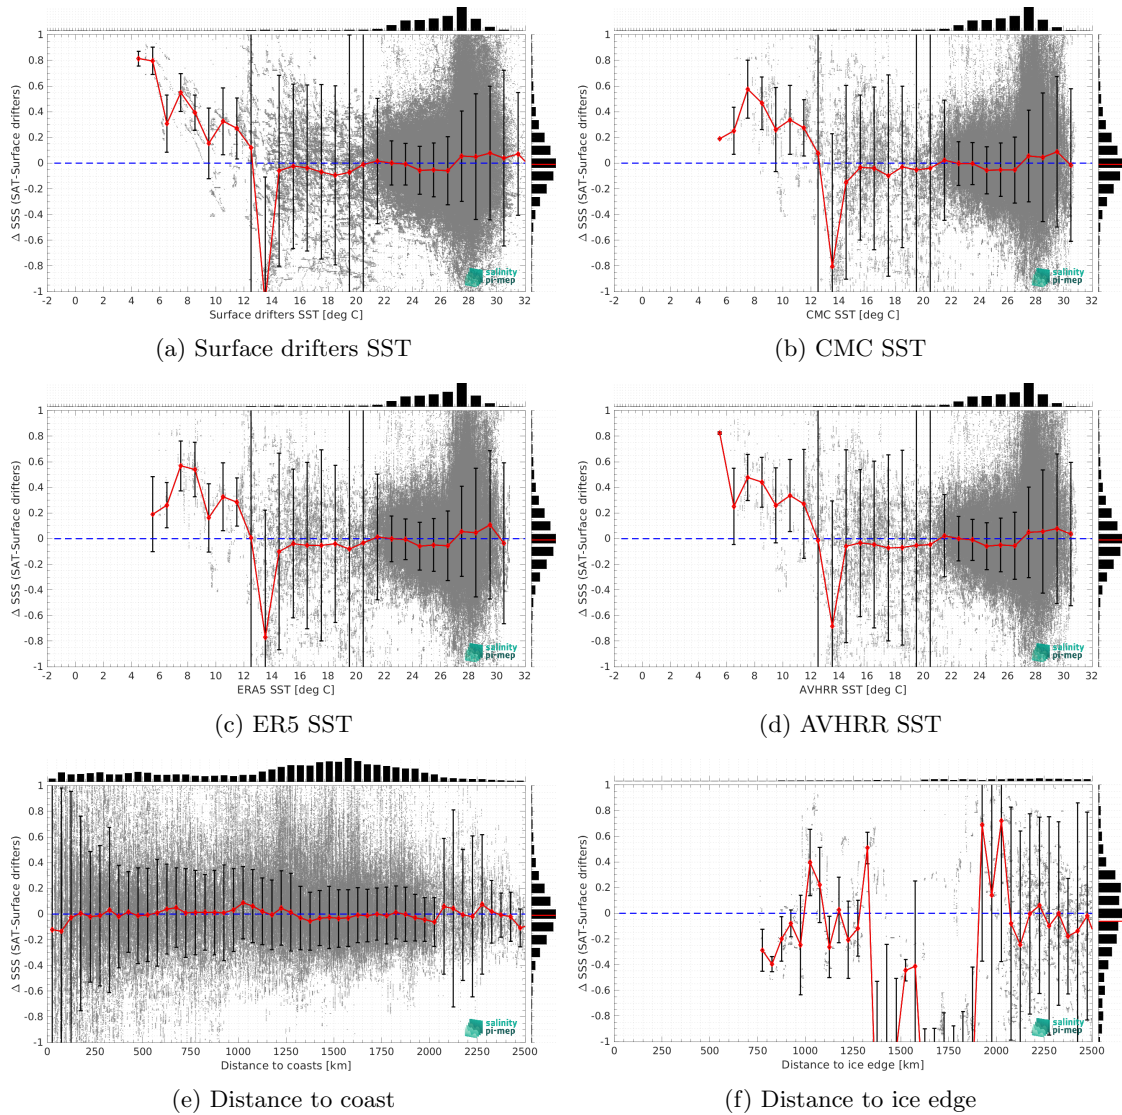 1
0.8
0.6
0.4
0.2
0
-0.2
-0.4
-0.6
-0.8
-1
Δ SSS (SAT-Surface drifters)
salinity
pi-mep
-2 0 2 4 6 8 10 12 14 16 18 20 22 24 26 28 30 32
Surface drifters SST [deg C]
(a) Surface drifters SST
1
0.8
0.6
0.4
0.2
0
-0.2
-0.4
-0.6
-0.8
-1
Δ SSS (SAT-Surface drifters)
salinity
pi-mep
-2 0 2 4 6 8 10 12 14 16 18 20 22 24 26 28 30 32
CMC SST [deg C]
(b) CMC SST
1
0.8
0.6
0.4
0.2
0
-0.2
-0.4
-0.6
-0.8
-1
Δ SSS (SAT-Surface drifters)
salinity
pi-mep
-2 0 2 4 6 8 10 12 14 16 18 20 22 24 26 28 30 32
ERA5 SST [deg C]
(c) ER5 SST
1
0.8
0.6
0.4
0.2
0
-0.2
-0.4
-0.6
-0.8
-1
Δ SSS (SAT-Surface drifters)
salinity
pi-mep
-2 0 2 4 6 8 10 12 14 16 18 20 22 24 26 28 30 32
AVHRR SST [deg C]
(d) AVHRR SST
1
0.8
0.6
0.4
0.2
0
-0.2
-0.4
-0.6
-0.8
-1
Δ SSS (SAT-Surface drifters)
salinity
pi-mep
0 250 500 750 1000 1250 1500 1750 2000 2250 2500
Distance to coasts [km]
(e) Distance to coast
1
0.8
0.6
0.4
0.2
0
-0.2
-0.4
-0.6
-0.8
-1
Δ SSS (SAT-Surface drifters)
salinity
pi-mep
0 250 500 750 1000 1250 1500 1750 2000 2250 2500
Distance to ice edge [km]
(f) Distance to ice edge